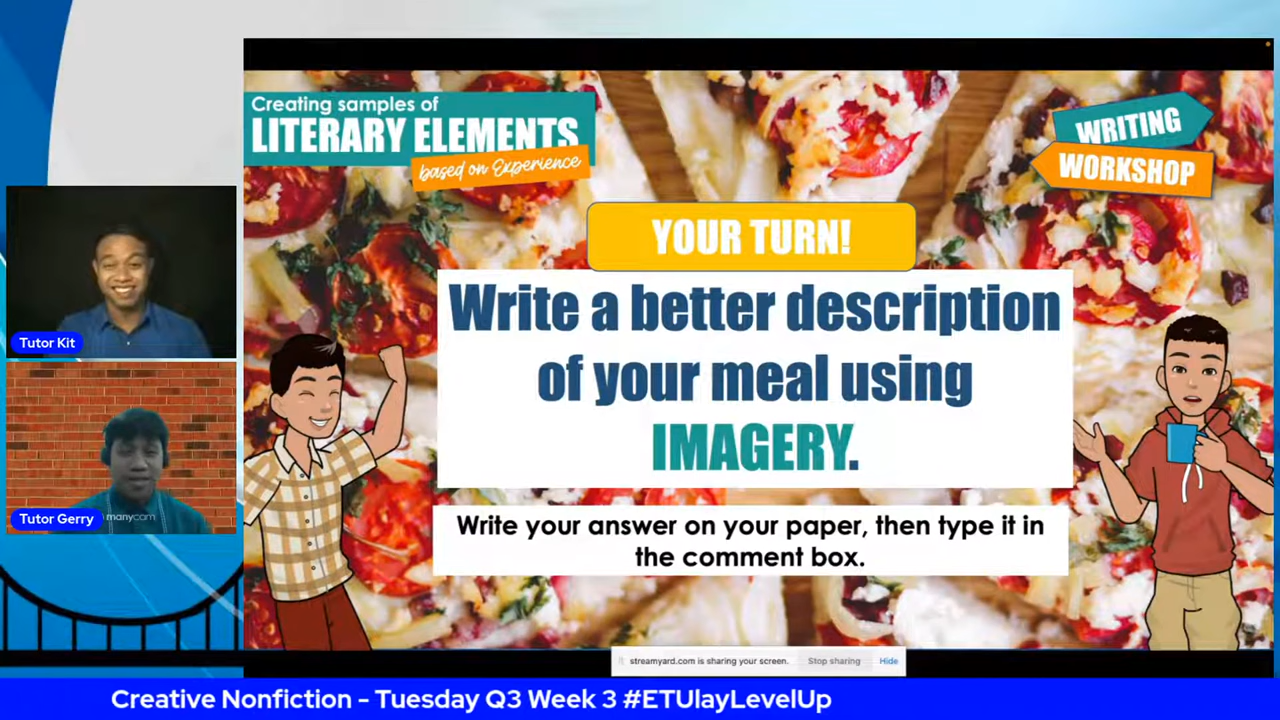 Creating samples of
LITERARY ELEMENTS
based on Experience
WRITING
WORKSHOP
YOUR TURN!
Write a better description
of your meal using
IMAGERY.
Write your answer on your paper, then type it in
the comment box.
Tutor Kit
Tutor Gerry
manycam
streamyard.com is sharing your screen.
Stop sharing
Hide
Creative Nonfiction - Tuesday Q3 Week 3 #ETUlayLevelUp